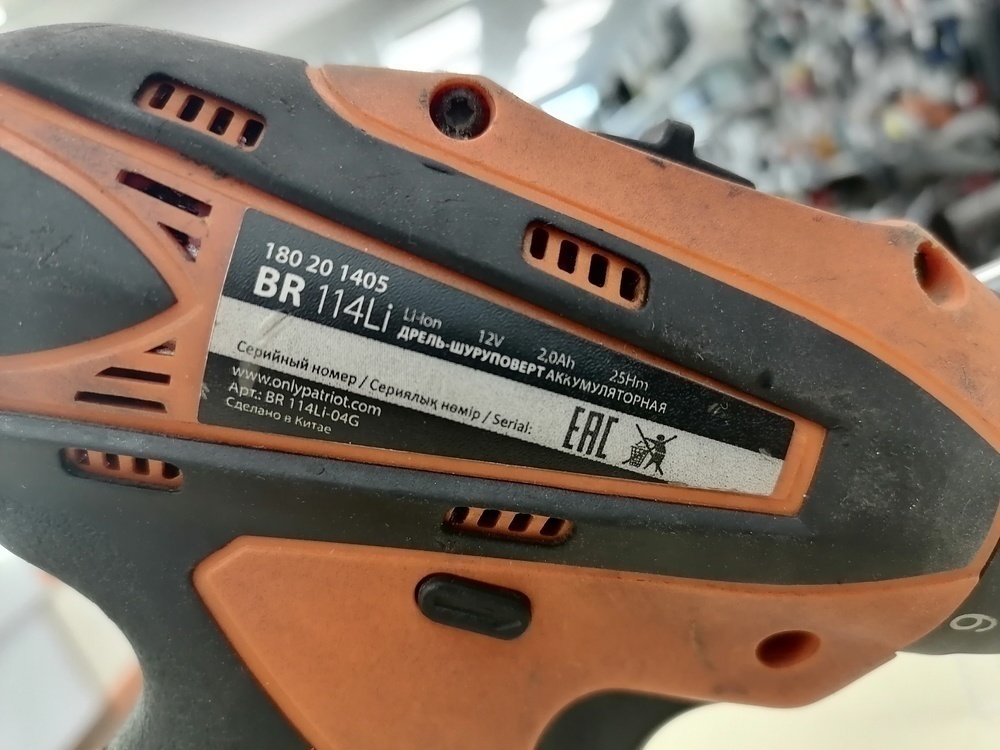 180 20 1405
BR 114Li
Li-Ion 12V 2.0Ah 25Hm
ДРЕЛЬ-ШУРУПОВЕРТ АККУМУЛЯТОРНАЯ
Серийный номер / Сериялық нөмір / Serial:
EAC
www.onlypatriot.com
Арт.: BR 114Li-04G
Сделано в Китае
6